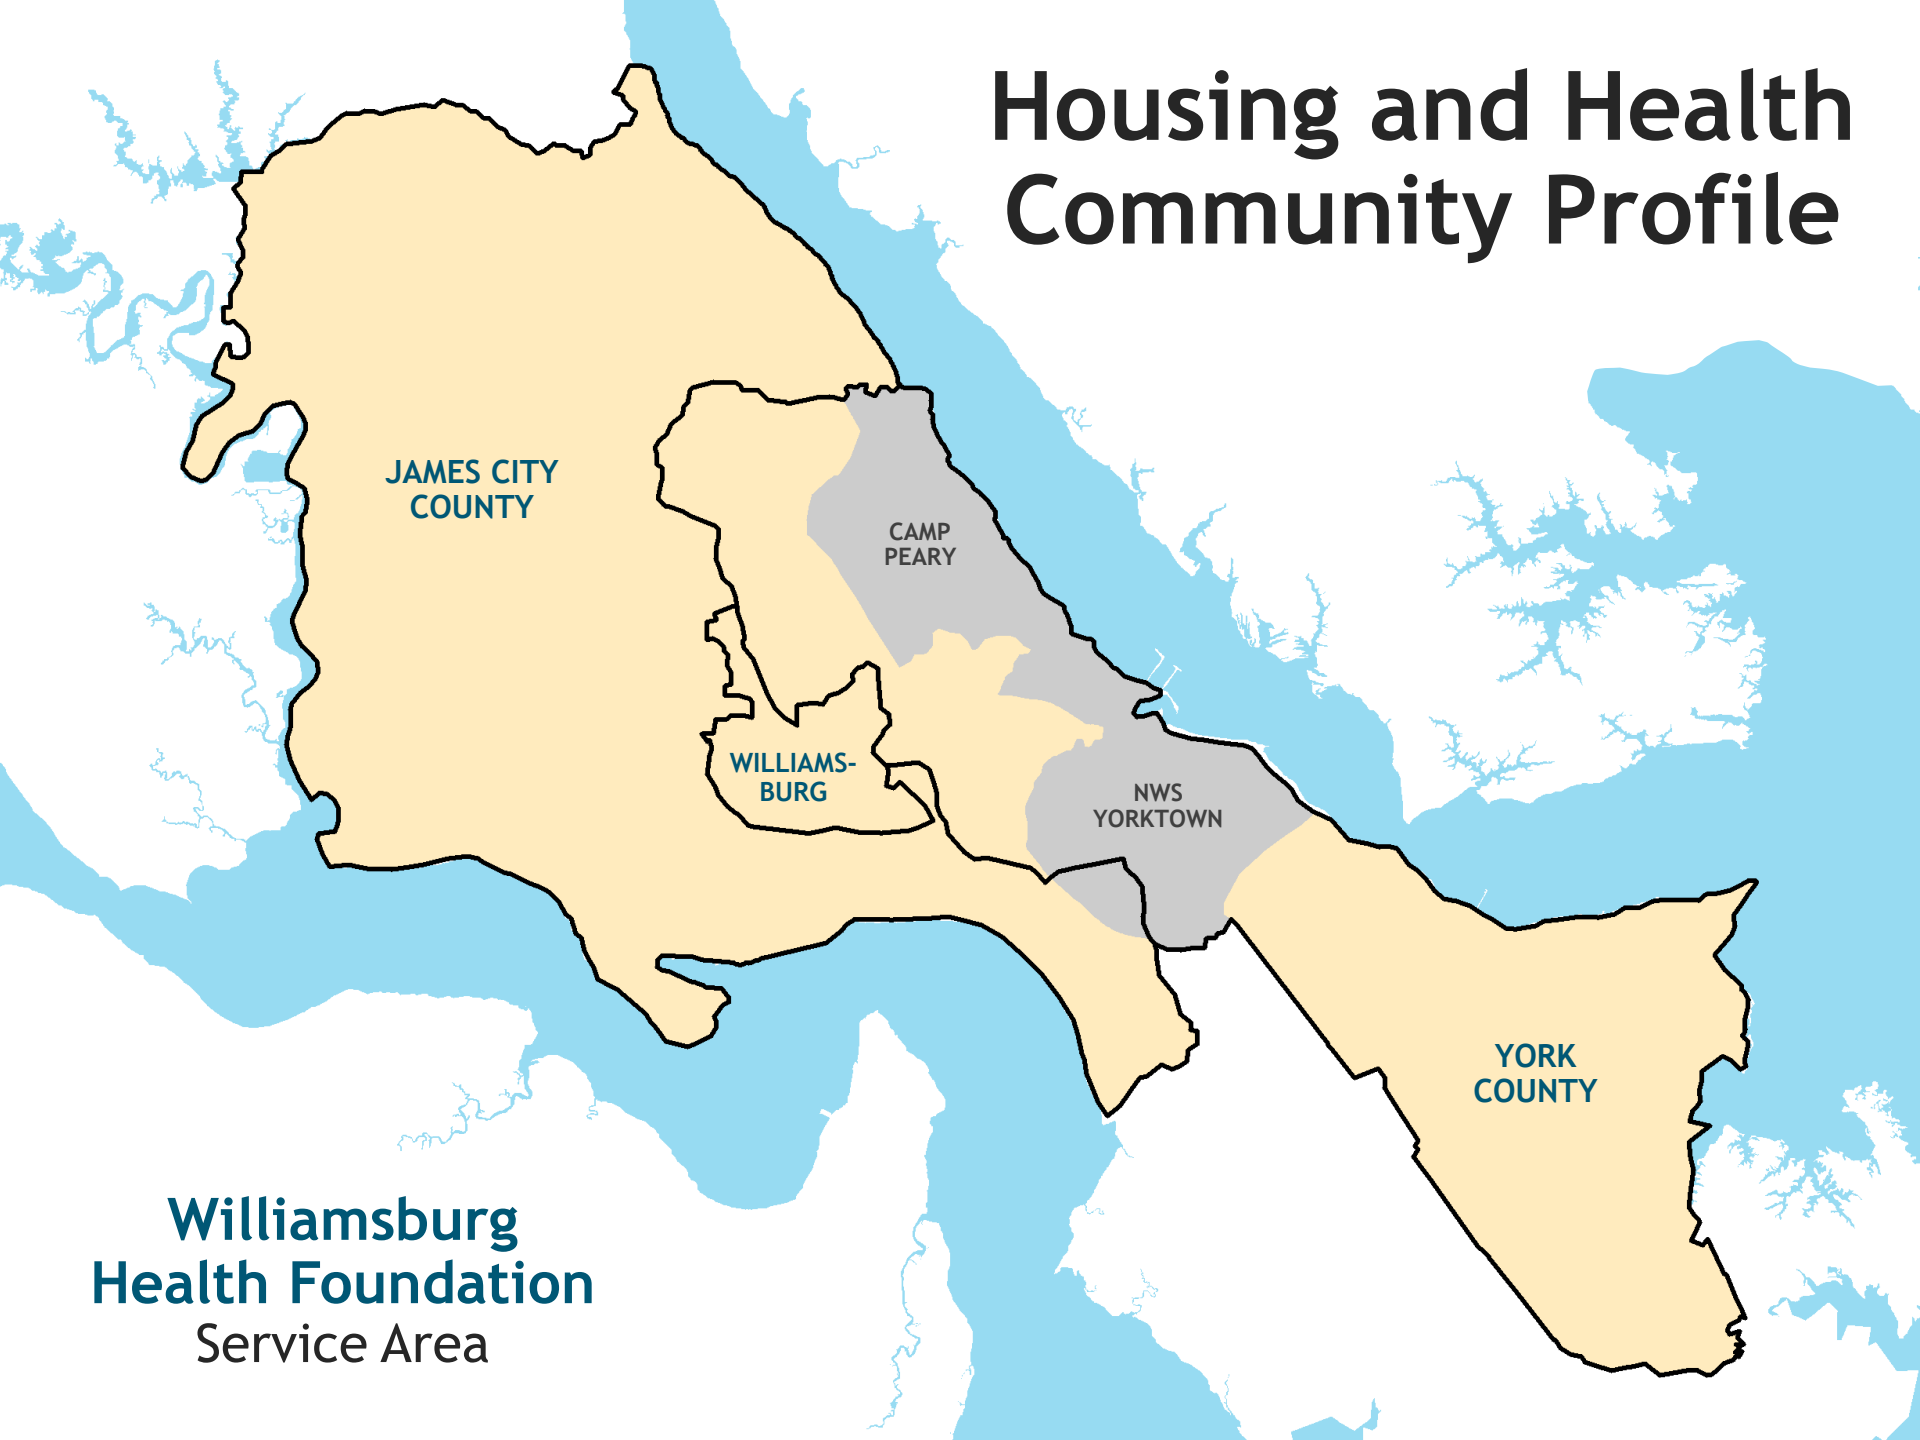 Housing and Health
Community Profile
JAMES CITY
COUNTY
CAMP
PEARY
WILLIAMS-
BURG
NWS
YORKTOWN
YORK
COUNTY
Williamsburg
Health Foundation
Service Area